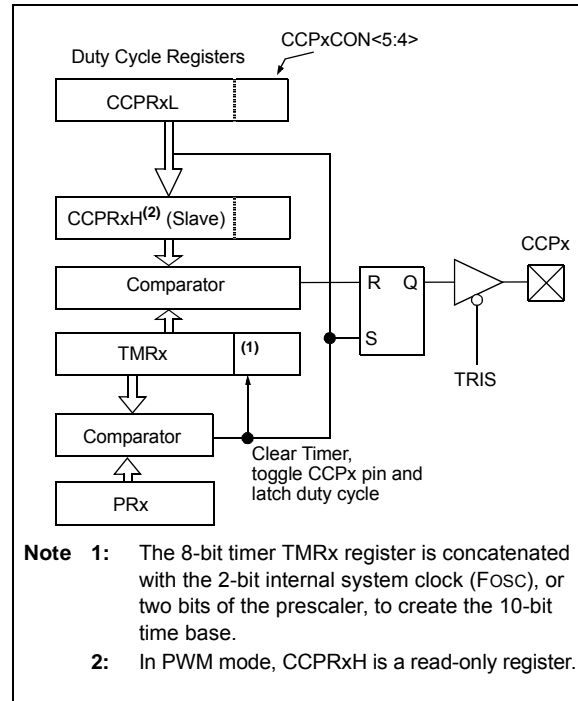 CCPxCON<5:4>
Duty Cycle Registers
CCPRxL
CCPRxH(2) (Slave)
CCPx
Comparator
R Q
TMRx (1)
S
TRIS
Comparator
Clear Timer,
toggle CCPx pin and
latch duty cycle
PRx
Note 1: The 8-bit timer TMRx register is concatenated
with the 2-bit internal system clock (FOSC), or
two bits of the prescaler, to create the 10-bit
time base.
2: In PWM mode, CCPRxH is a read-only register.